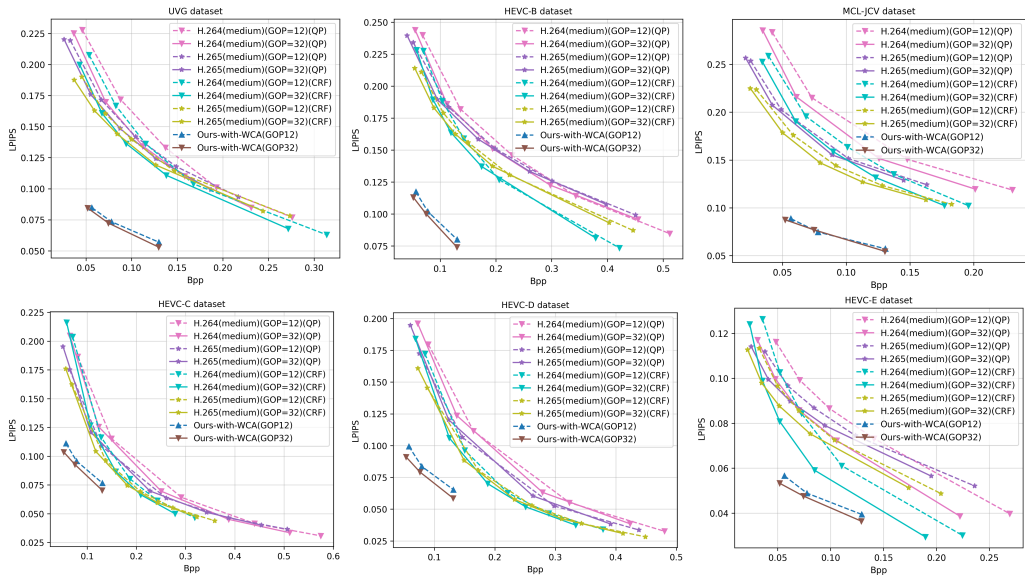 UVG dataset
LPIPS
0.225
0.200
0.175
0.150
0.125
0.100
0.075
0.050
H.264(medium)(GOP=12)(QP)
H.264(medium)(GOP=32)(QP)
H.265(medium)(GOP=12)(QP)
H.265(medium)(GOP=32)(QP)
H.264(medium)(GOP=12)(CRF)
H.264(medium)(GOP=32)(CRF)
H.265(medium)(GOP=12)(CRF)
H.265(medium)(GOP=32)(CRF)
Ours-with-WCA(GOP12)
Ours-with-WCA(GOP32)
0.05 0.10 0.15 0.20 0.25 0.30
Bpp
HEVC-B dataset
LPIPS
0.250
0.225
0.200
0.175
0.150
0.125
0.100
0.075
H.264(medium)(GOP=12)(QP)
H.264(medium)(GOP=32)(QP)
H.265(medium)(GOP=12)(QP)
H.265(medium)(GOP=32)(QP)
H.264(medium)(GOP=12)(CRF)
H.264(medium)(GOP=32)(CRF)
H.265(medium)(GOP=12)(CRF)
H.265(medium)(GOP=32)(CRF)
Ours-with-WCA(GOP12)
Ours-with-WCA(GOP32)
0.1 0.2 0.3 0.4 0.5
Bpp
MCL-JCV dataset
LPIPS
0.25
0.20
0.15
0.10
0.05
H.264(medium)(GOP=12)(QP)
H.264(medium)(GOP=32)(QP)
H.265(medium)(GOP=12)(QP)
H.265(medium)(GOP=32)(QP)
H.264(medium)(GOP=12)(CRF)
H.264(medium)(GOP=32)(CRF)
H.265(medium)(GOP=12)(CRF)
H.265(medium)(GOP=32)(CRF)
Ours-with-WCA(GOP12)
Ours-with-WCA(GOP32)
0.05 0.10 0.15 0.20
Bpp
HEVC-C dataset
LPIPS
0.225
0.200
0.175
0.150
0.125
0.100
0.075
0.050
0.025
H.264(medium)(GOP=12)(QP)
H.264(medium)(GOP=32)(QP)
H.265(medium)(GOP=12)(QP)
H.265(medium)(GOP=32)(QP)
H.264(medium)(GOP=12)(CRF)
H.264(medium)(GOP=32)(CRF)
H.265(medium)(GOP=12)(CRF)
H.265(medium)(GOP=32)(CRF)
Ours-with-WCA(GOP12)
Ours-with-WCA(GOP32)
0.1 0.2 0.3 0.4 0.5 0.6
Bpp
HEVC-D dataset
LPIPS
0.200
0.175
0.150
0.125
0.100
0.075
0.050
0.025
H.264(medium)(GOP=12)(QP)
H.264(medium)(GOP=32)(QP)
H.265(medium)(GOP=12)(QP)
H.265(medium)(GOP=32)(QP)
H.264(medium)(GOP=12)(CRF)
H.264(medium)(GOP=32)(CRF)
H.265(medium)(GOP=12)(CRF)
H.265(medium)(GOP=32)(CRF)
Ours-with-WCA(GOP12)
Ours-with-WCA(GOP32)
0.1 0.2 0.3 0.4 0.5
Bpp
HEVC-E dataset
LPIPS
0.12
0.10
0.08
0.06
0.04
H.264(medium)(GOP=12)(QP)
H.264(medium)(GOP=32)(QP)
H.265(medium)(GOP=12)(QP)
H.265(medium)(GOP=32)(QP)
H.264(medium)(GOP=12)(CRF)
H.264(medium)(GOP=32)(CRF)
H.265(medium)(GOP=12)(CRF)
H.265(medium)(GOP=32)(CRF)
Ours-with-WCA(GOP12)
Ours-with-WCA(GOP32)
0.05 0.10 0.15 0.20 0.25
Bpp